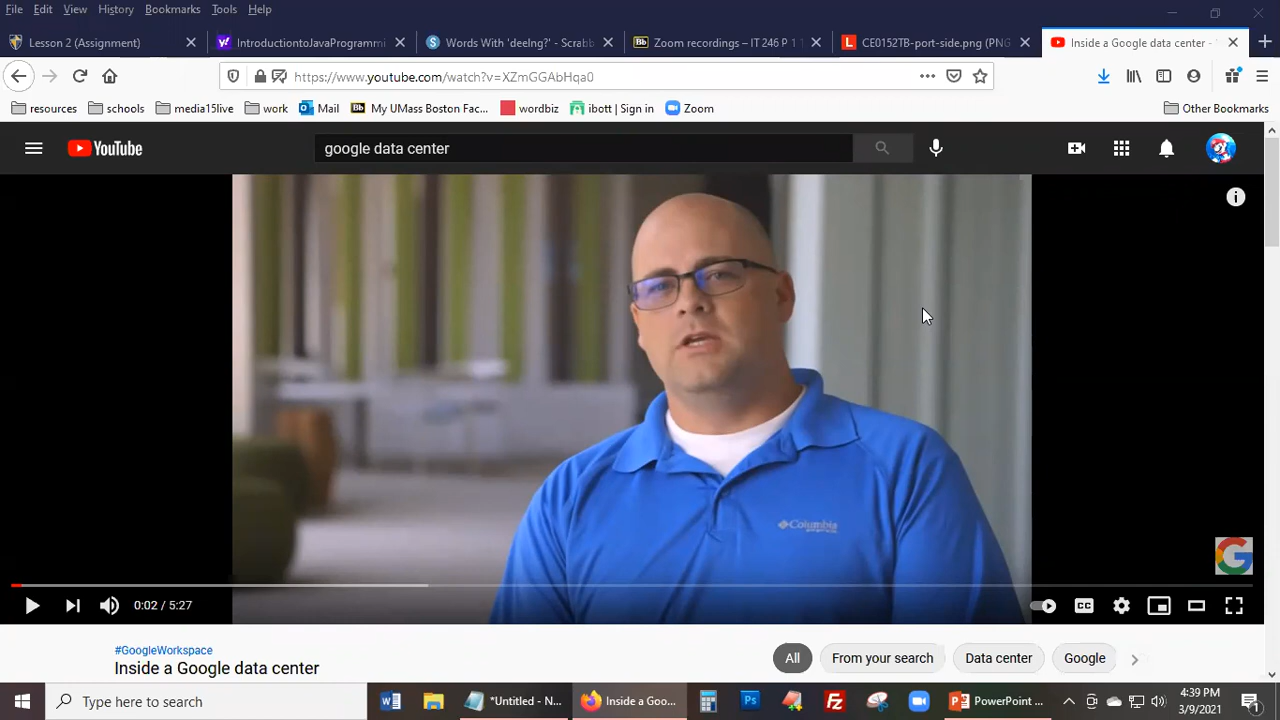 File Edit View History Bookmarks Tools Help
Lesson 2 (Assignment)
IntroductiontoJavaProgrammi
Words With 'deelng?' - Scrabb
Zoom recordings – IT 246 P 1
CE0152TB-port-side.png (PNG
Inside a Google data center -
https://www.youtube.com/watch?v=XZmGGAbHqa0
resources schools media15live work Mail My UMass Boston Fac... wordbiz ibott | Sign in Zoom Other Bookmarks
YouTube
google data center
Columbia
0:02 / 5:27
CC
#GoogleWorkspace
Inside a Google data center
All From your search Data center Google
Type here to search
*Untitled - N...
Inside a Goo...
PowerPoint ...
4:39 PM
3/9/2021